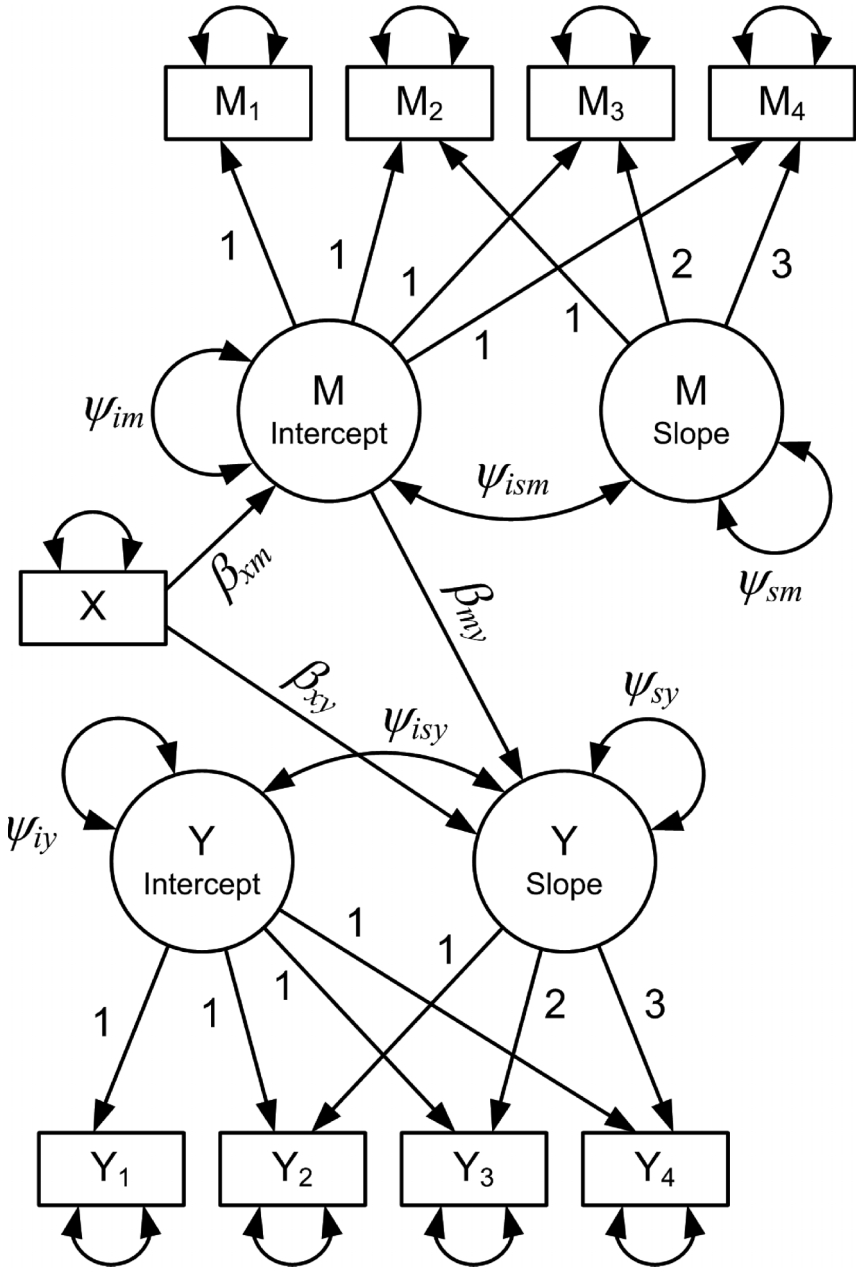 M₁ M₂ M₃ M₄
1 1 1 1 1 2 3
M
Intercept
M
Slope
ψim
ψism
ψsm
X
βxm
βmy
βxy
ψisy
ψsy
ψiy
Y
Intercept
Y
Slope
1 1 1 1 1 2 3
Y₁ Y₂ Y₃ Y₄